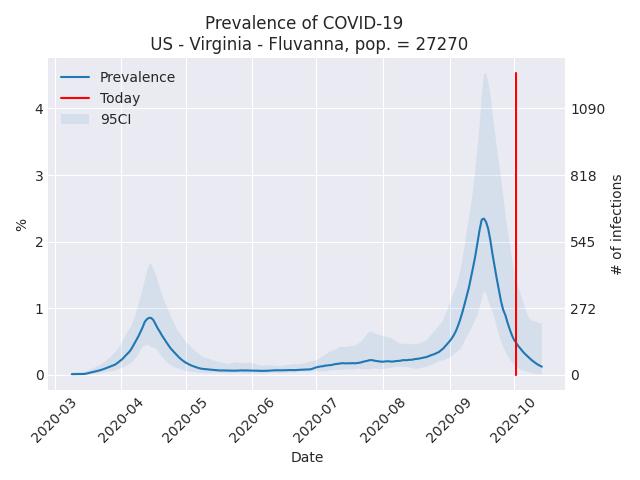 Prevalence of COVID-19
US - Virginia - Fluvanna, pop. = 27270
Prevalence
Today
95CI
4
3
2
1
0
%
1090
818
545
272
0
# of infections
2020-03
2020-04
2020-05
2020-06
2020-07
2020-08
2020-09
2020-10
Date